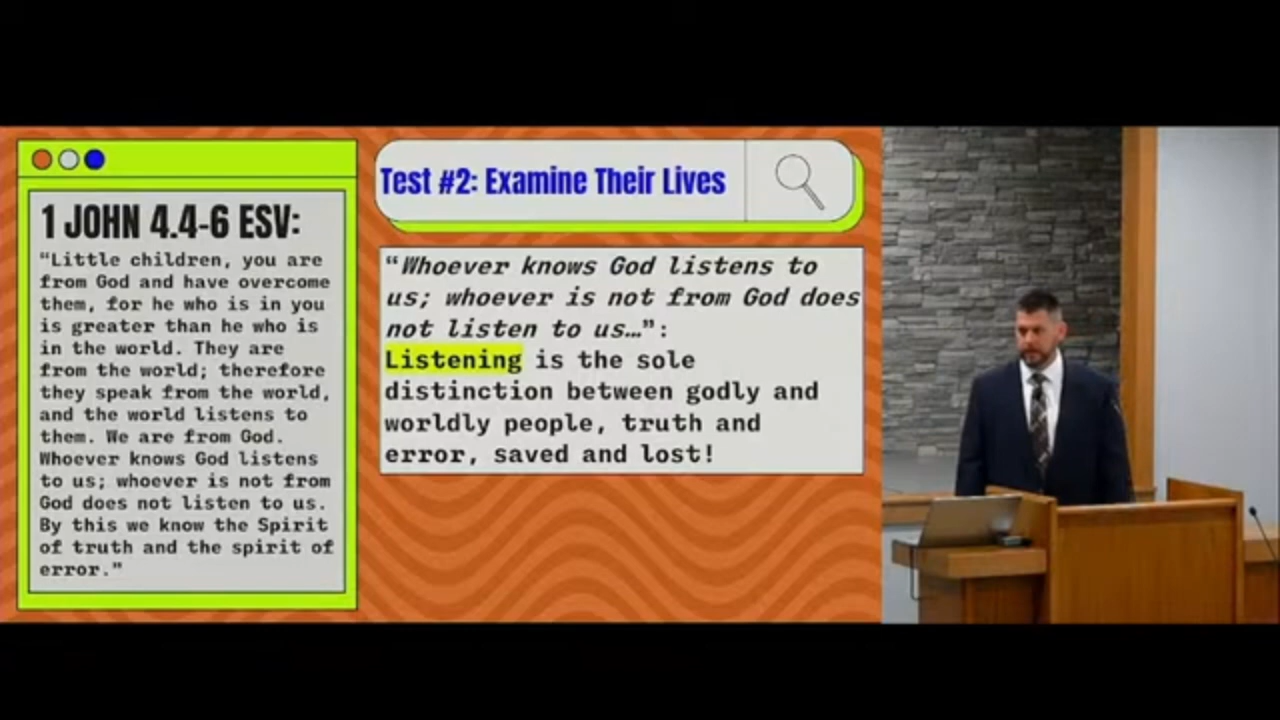 1 JOHN 4.4-6 ESV:
"Little children, you are
from God and have overcome
them, for he who is in you
is greater than he who is
in the world. They are
from the world; therefore
they speak from the world,
and the world listens to
them. We are from God.
Whoever knows God listens
to us; whoever is not from
God does not listen to us.
By this we know the Spirit
of truth and the spirit of
error."
Test #2: Examine Their Lives
“Whoever knows God listens to
us; whoever is not from God does
not listen to us…”:
Listening is the sole
distinction between godly and
worldly people, truth and
error, saved and lost!